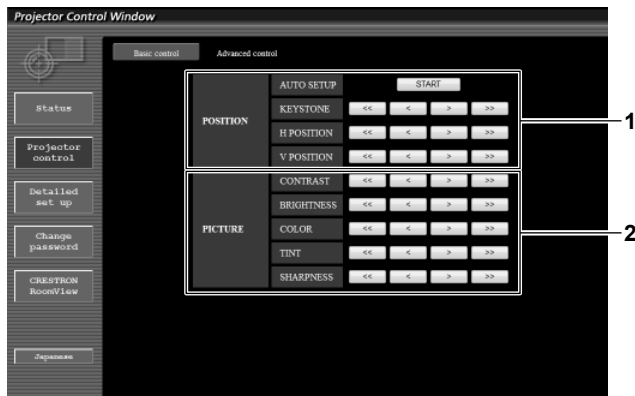 Projector Control Window
Basic control
Advanced control
Status
Projector
control
Detailed
set up
Change
password
CRESTRON
RoomView
Japanese
POSITION
AUTO SETUP START
KEYSTONE << < > >>
H POSITION << < > >>
V POSITION << < > >>
1
PICTURE
CONTRAST << < > >>
BRIGHTNESS << < > >>
COLOR << < > >>
TINT << < > >>
SHARPNESS << < > >>
2